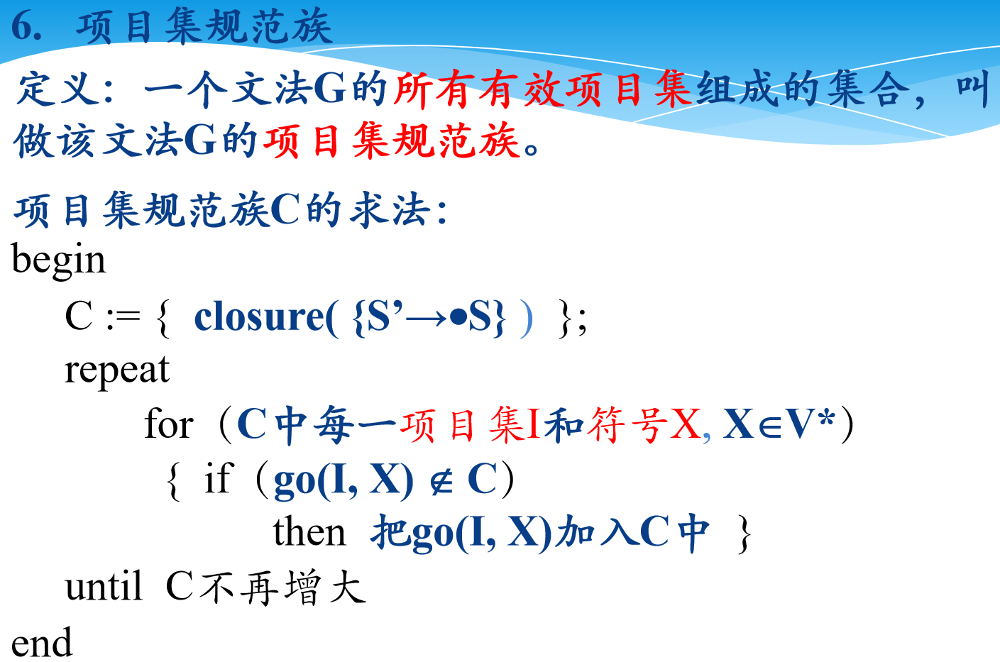 6. 项目集规范族
定义：一个文法G的所有有效项目集组成的集合，叫
做该文法G的项目集规范族。
项目集规范族C的求法：
begin
C := { closure( {S’→●S} ) };
repeat
for（C中每一项目集I和符号X, X∈V*）
{ if（go(I, X) ∉ C）
then 把go(I, X)加入C中 }
until C不再增大
end